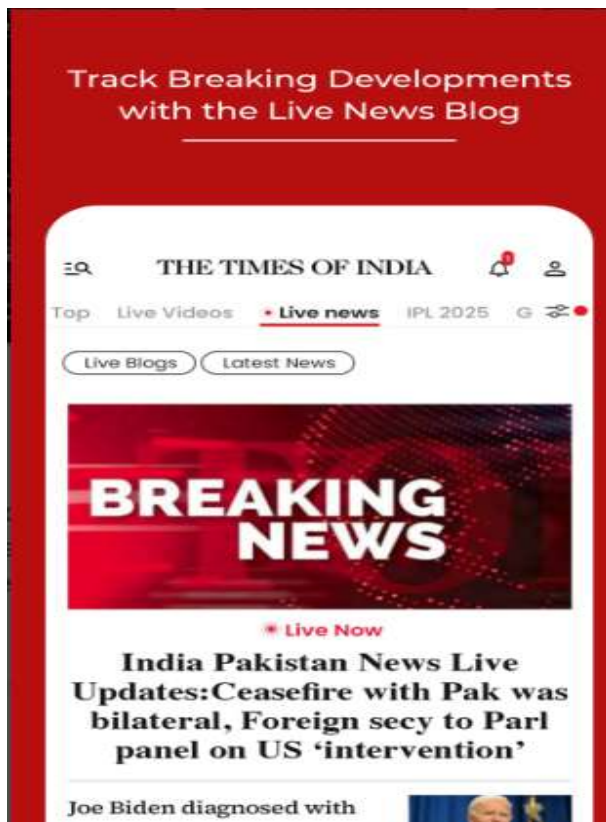 Track Breaking Developments
with the Live News Blog
THE TIMES OF INDIA
Top Live Videos • Live news IPL 2025 G
Live Blogs Latest News
BREAKING
NEWS
Live Now
India Pakistan News Live
Updates:Ceasefire with Pak was
bilateral, Foreign secy to Parl
panel on US ‘intervention’
Joe Biden diagnosed with